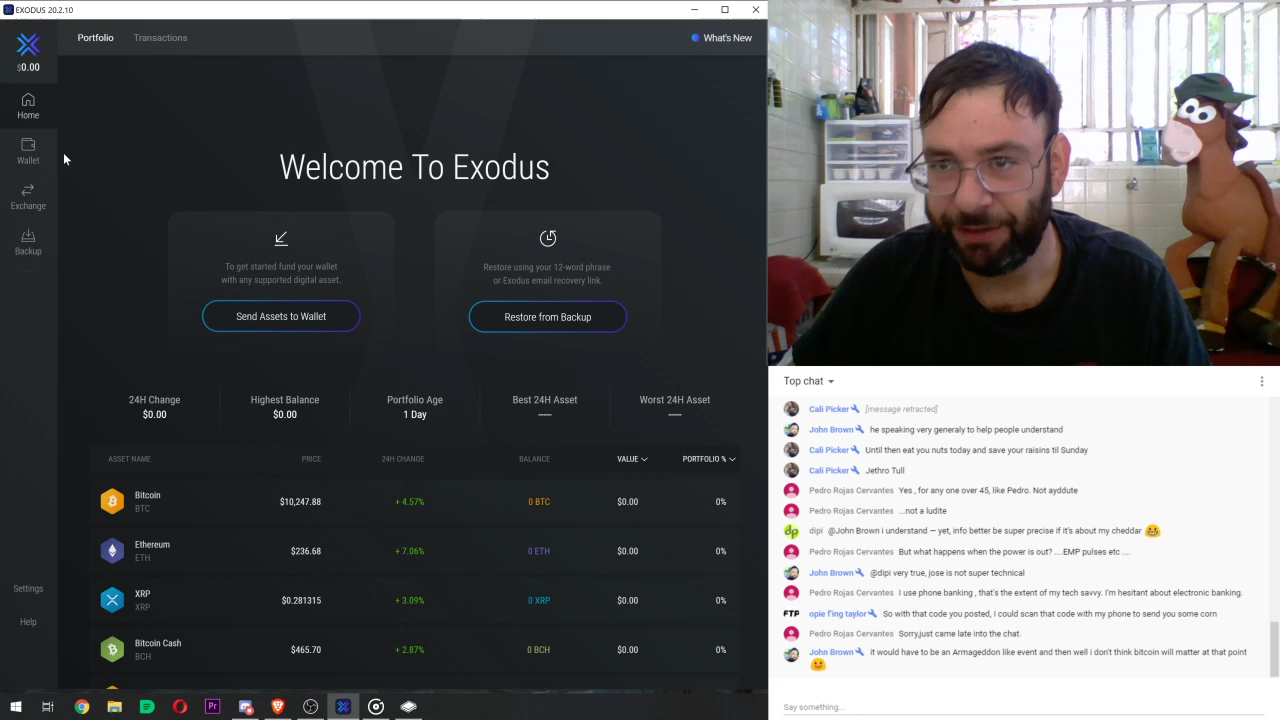 EXODUS 20.2.10
$0.00
Home
Wallet
Exchange
Backup
Settings
Help
Portfolio
Transactions
What's New
Welcome To Exodus
To get started fund your wallet
with any supported digital asset.
Send Assets to Wallet
Restore using your 12-word phrase
or Exodus email recovery link.
Restore from Backup
24H Change
$0.00
Highest Balance
$0.00
Portfolio Age
1 Day
Best 24H Asset
-----
Worst 24H Asset
-----
ASSET NAME PRICE 24H CHANGE BALANCE VALUE PORTFOLIO %
Bitcoin
BTC
$10,247.88 + 4.57% 0 BTC $0.00 0%
Ethereum
ETH
$236.68 + 7.06% 0 ETH $0.00 0%
XRP
XRP
$0.281315 + 3.09% 0 XRP $0.00 0%
Bitcoin Cash
BCH
$465.70 + 2.87% 0 BCH $0.00 0%
Pr
Top chat
Cali Picker [message retracted]
John Brown he speaking very generaly to help people understand
Cali Picker Until then eat you nuts today and save your raisins til Sunday
Cali Picker Jethro Tull
Pedro Rojas Cervantes Yes , for any one over 45, like Pedro. Not ayddute
Pedro Rojas Cervantes ...not a ludite
dp dipi @John Brown i understand — yet, info better be super precise if it's about my cheddar
Pedro Rojas Cervantes But what happens when the power is out? ....EMP pulses etc ....
John Brown @dipi very true, jose is not super technical
Pedro Rojas Cervantes I use phone banking , that's the extent of my tech savvy. I'm hesitant about electronic banking.
FTP opie f'ing taylor So with that code you posted, I could scan that code with my phone to send you some corn
Pedro Rojas Cervantes Sorry,just came late into the chat.
John Brown it would have to be an Armageddon like event and then well i don't think bitcoin will matter at that point
Say something...